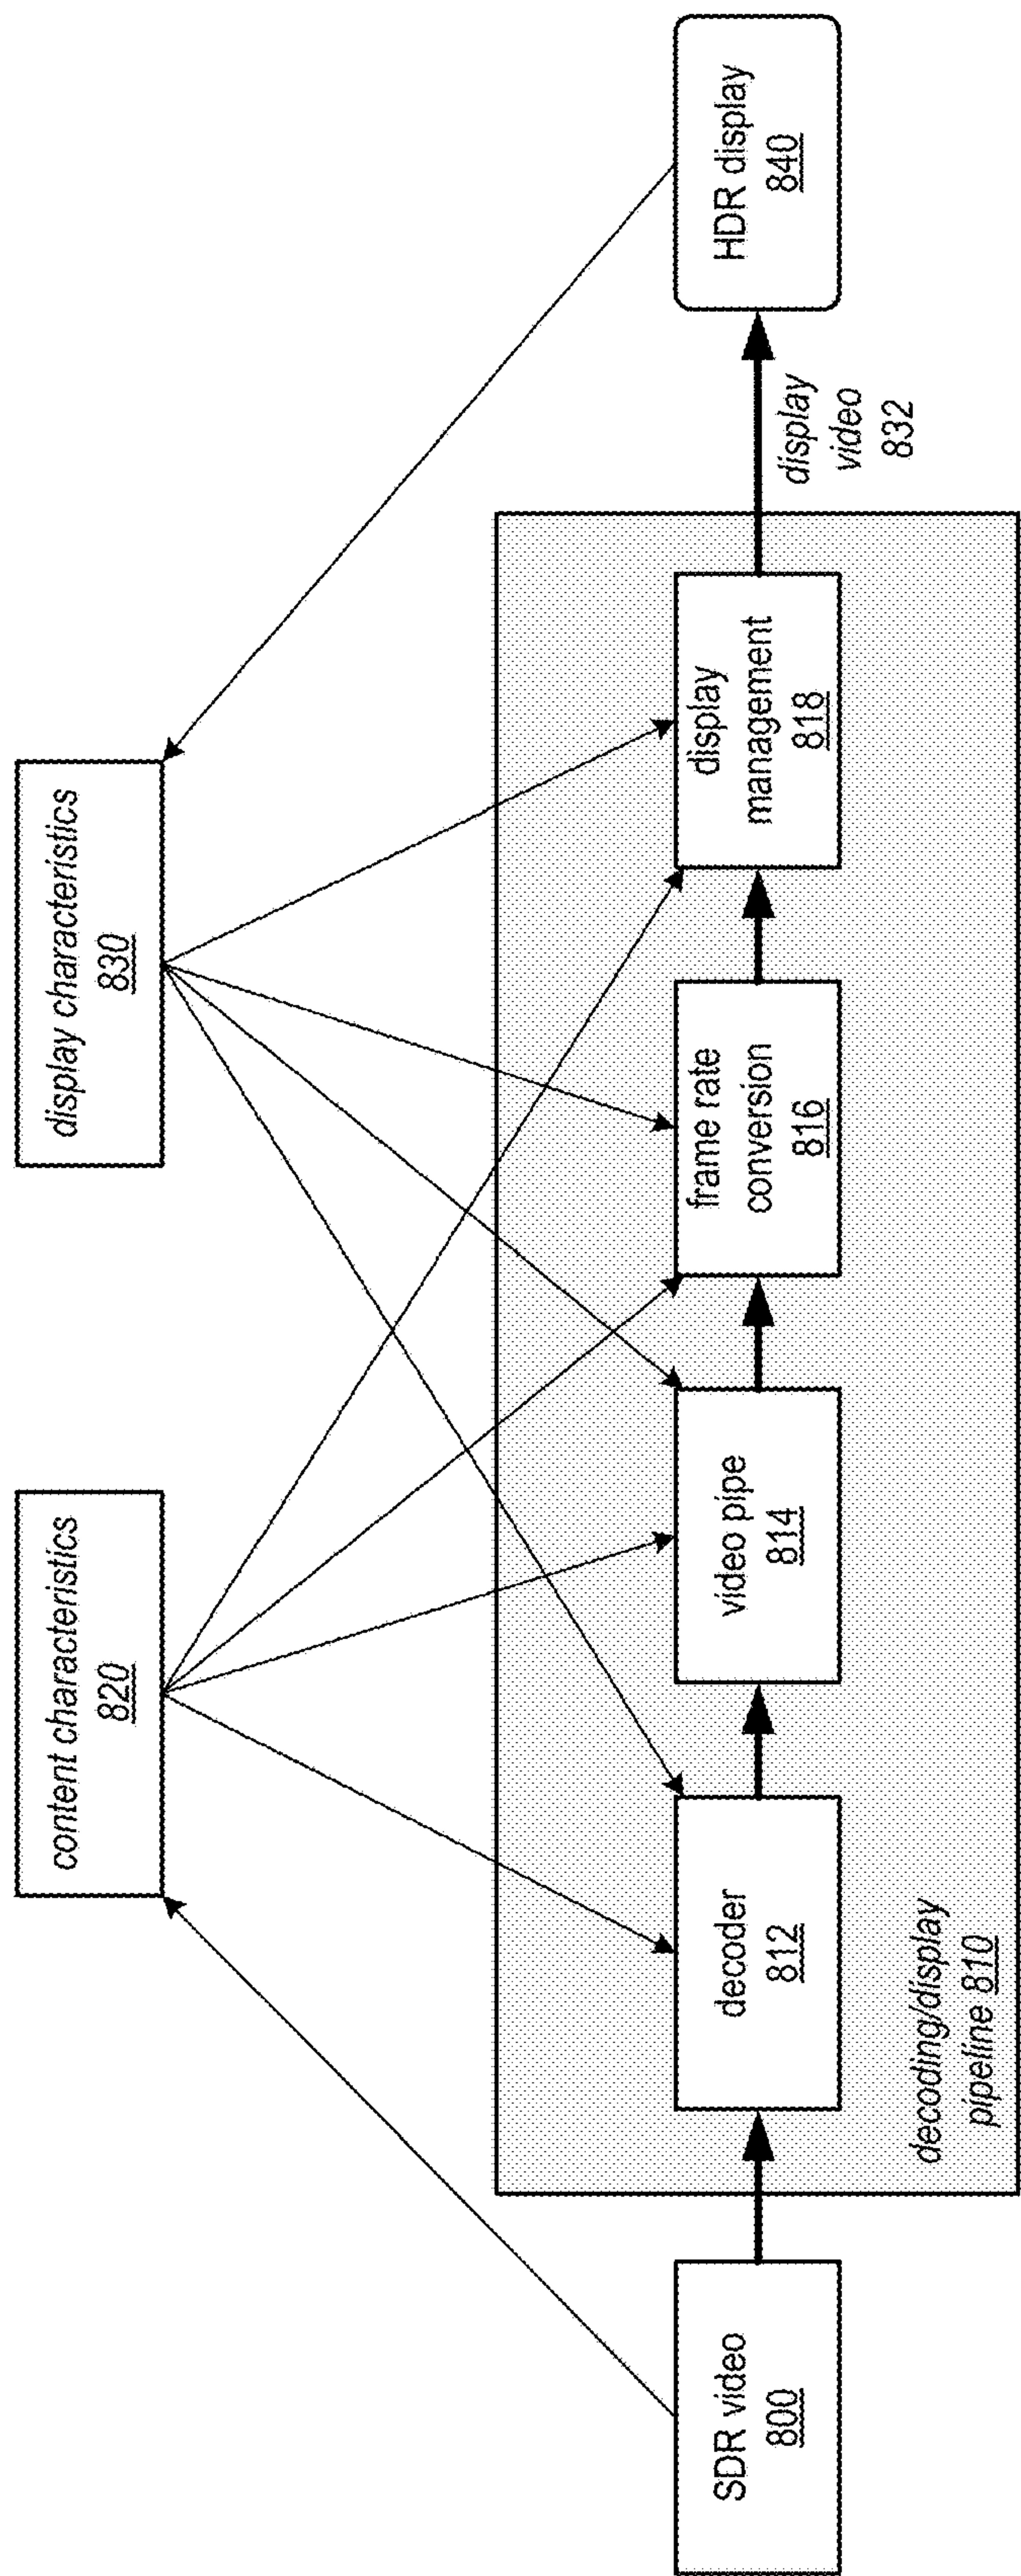 content characteristics
820
display characteristics
830
SDR video
800
decoder
812
video pipe
814
frame rate
conversion
816
display
management
818
display
video
832
HDR display
840
decoding/display
pipeline 810